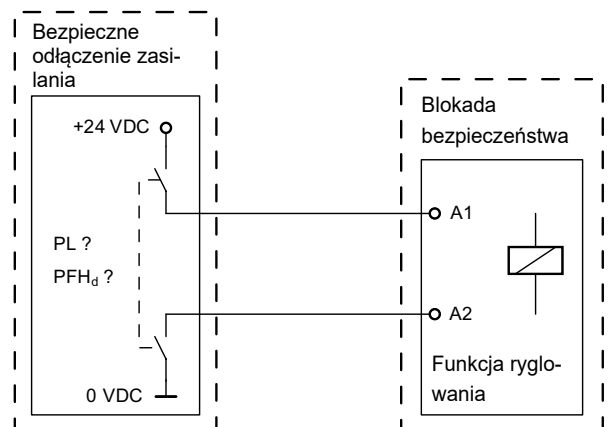 Bezpieczne
odłączenie zasi-
lania
+24 VDC
PL ?
PFHd ?
0 VDC
Blokada
bezpieczeństwa
A1
A2
Funkcja ryglo-
wania